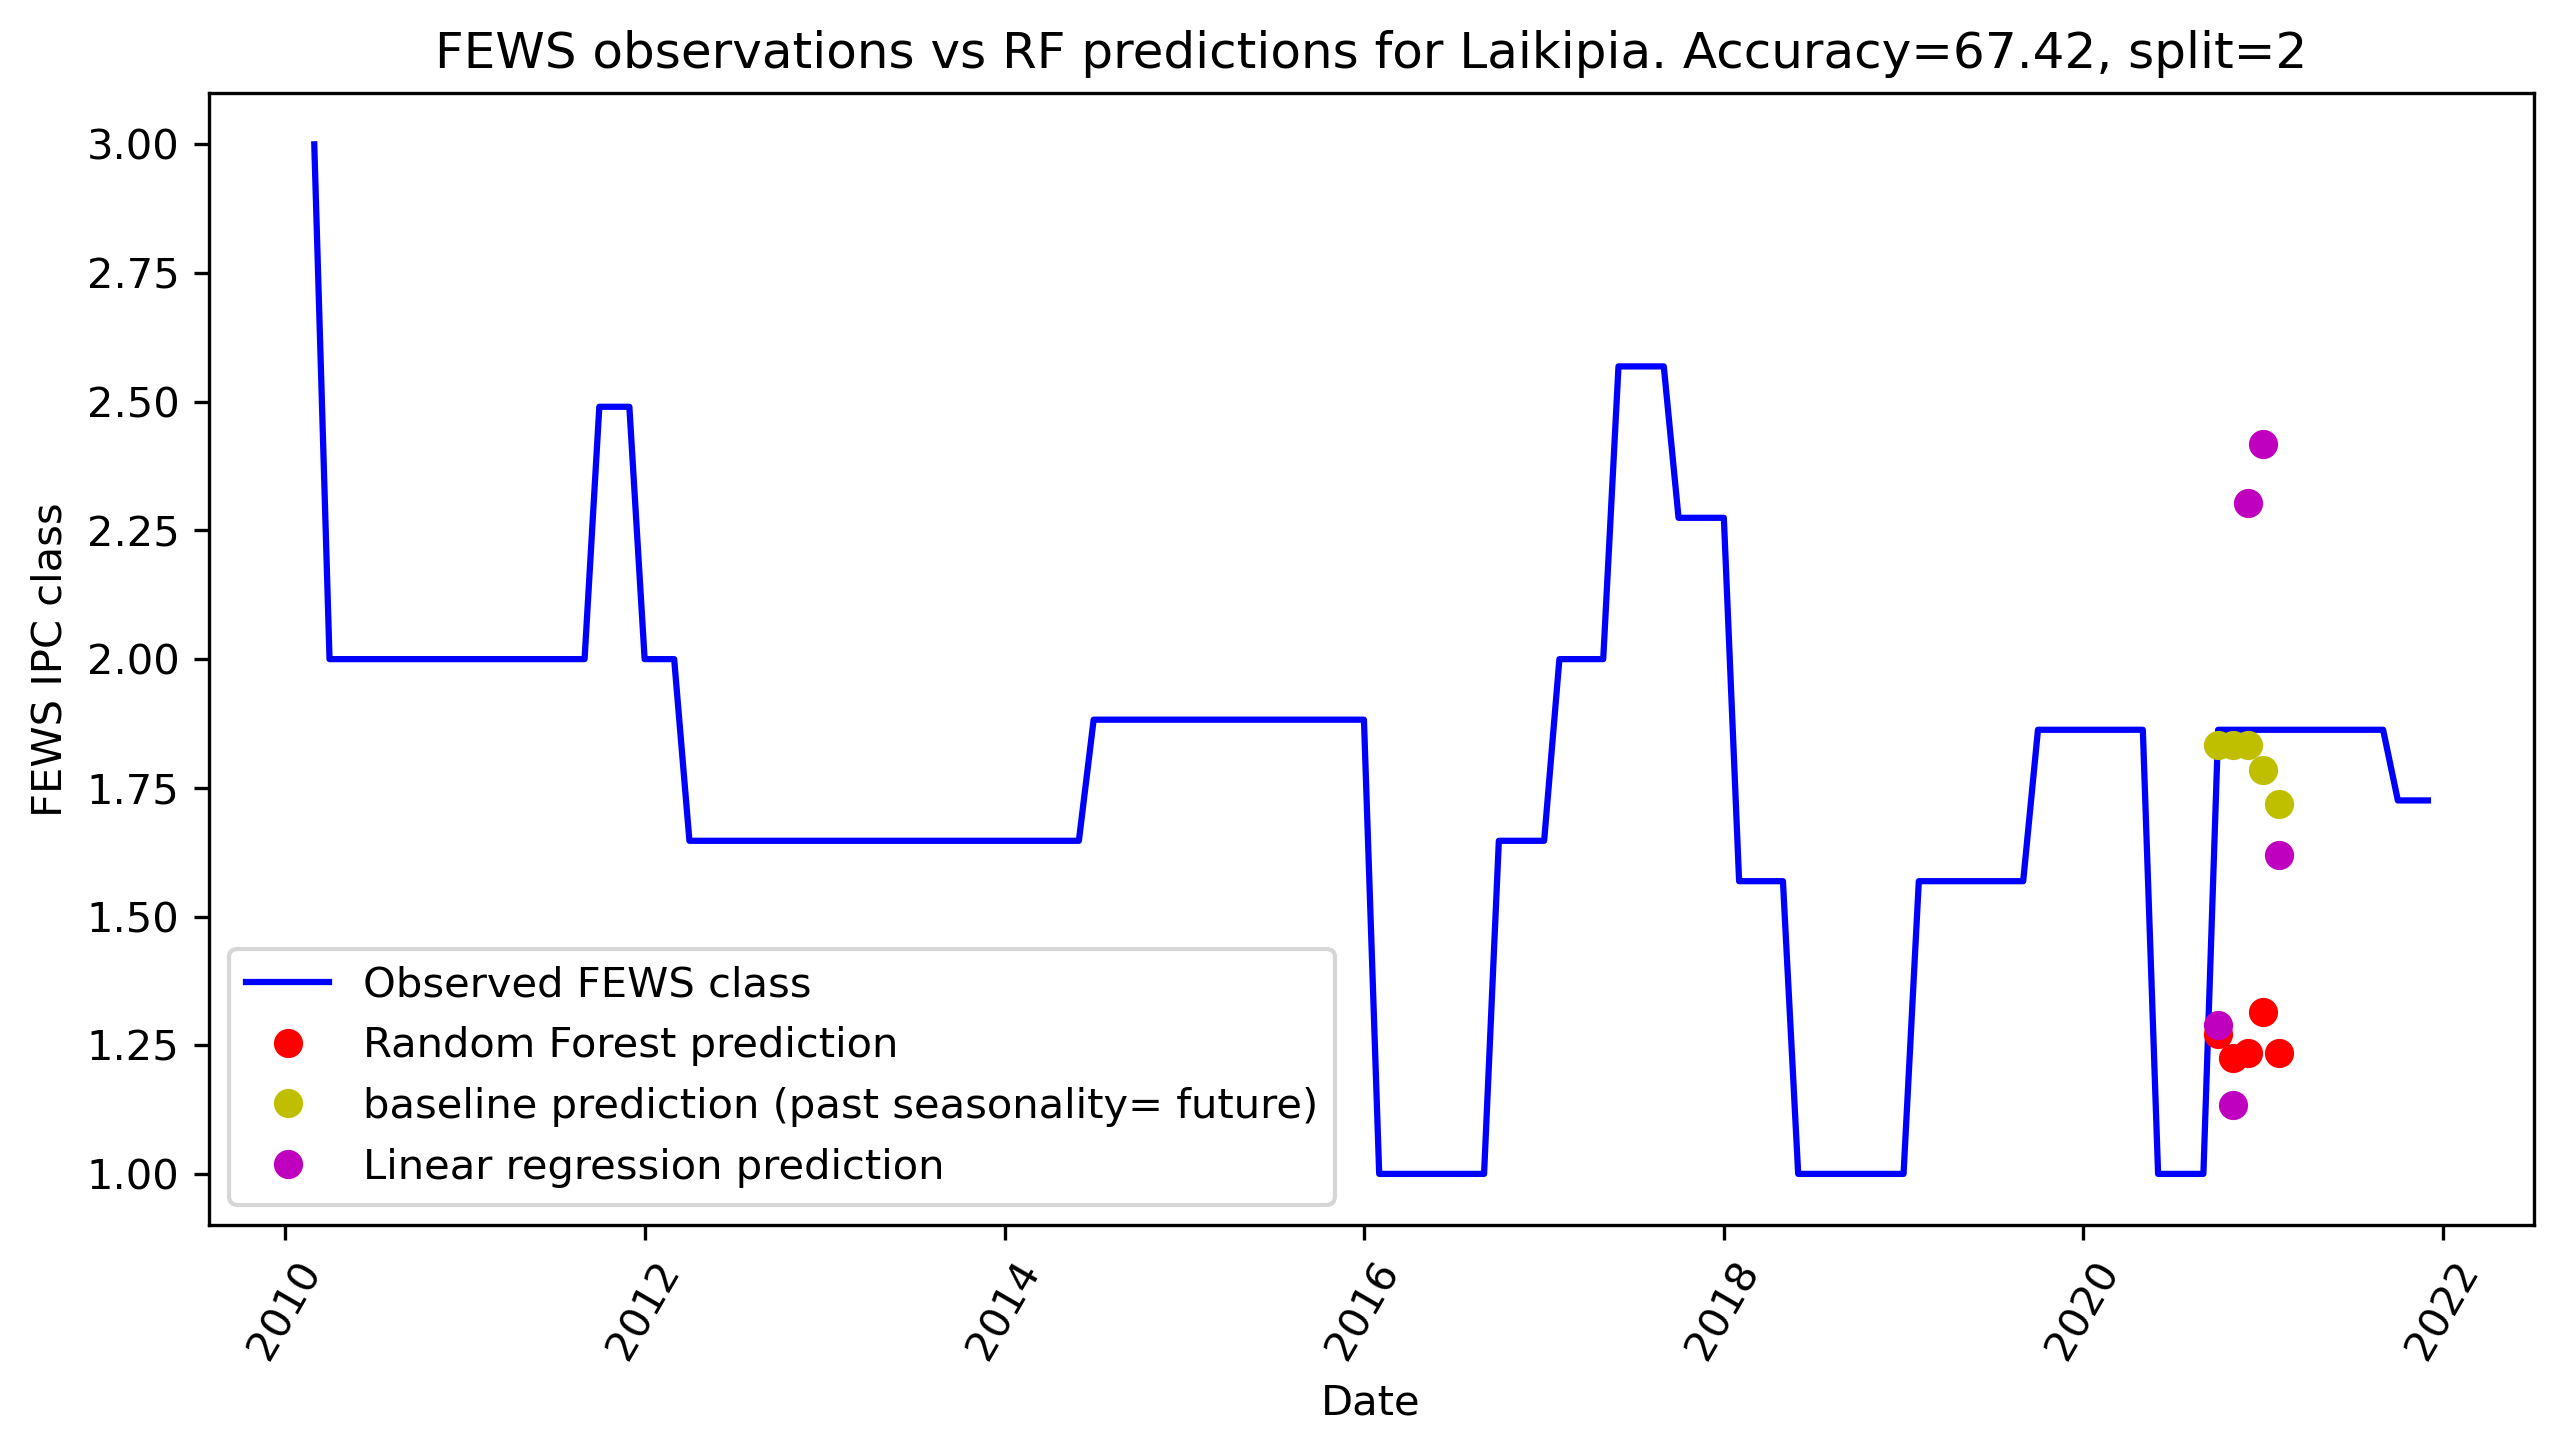 FEWS observations vs RF predictions for Laikipia. Accuracy=67.42, split=2
FEWS IPC class
3.00
2.75
2.50
2.25
2.00
1.75
1.50
1.25
1.00
Observed FEWS class
Random Forest prediction
baseline prediction (past seasonality= future)
Linear regression prediction
2010
2012
2014
2016
2018
2020
2022
Date